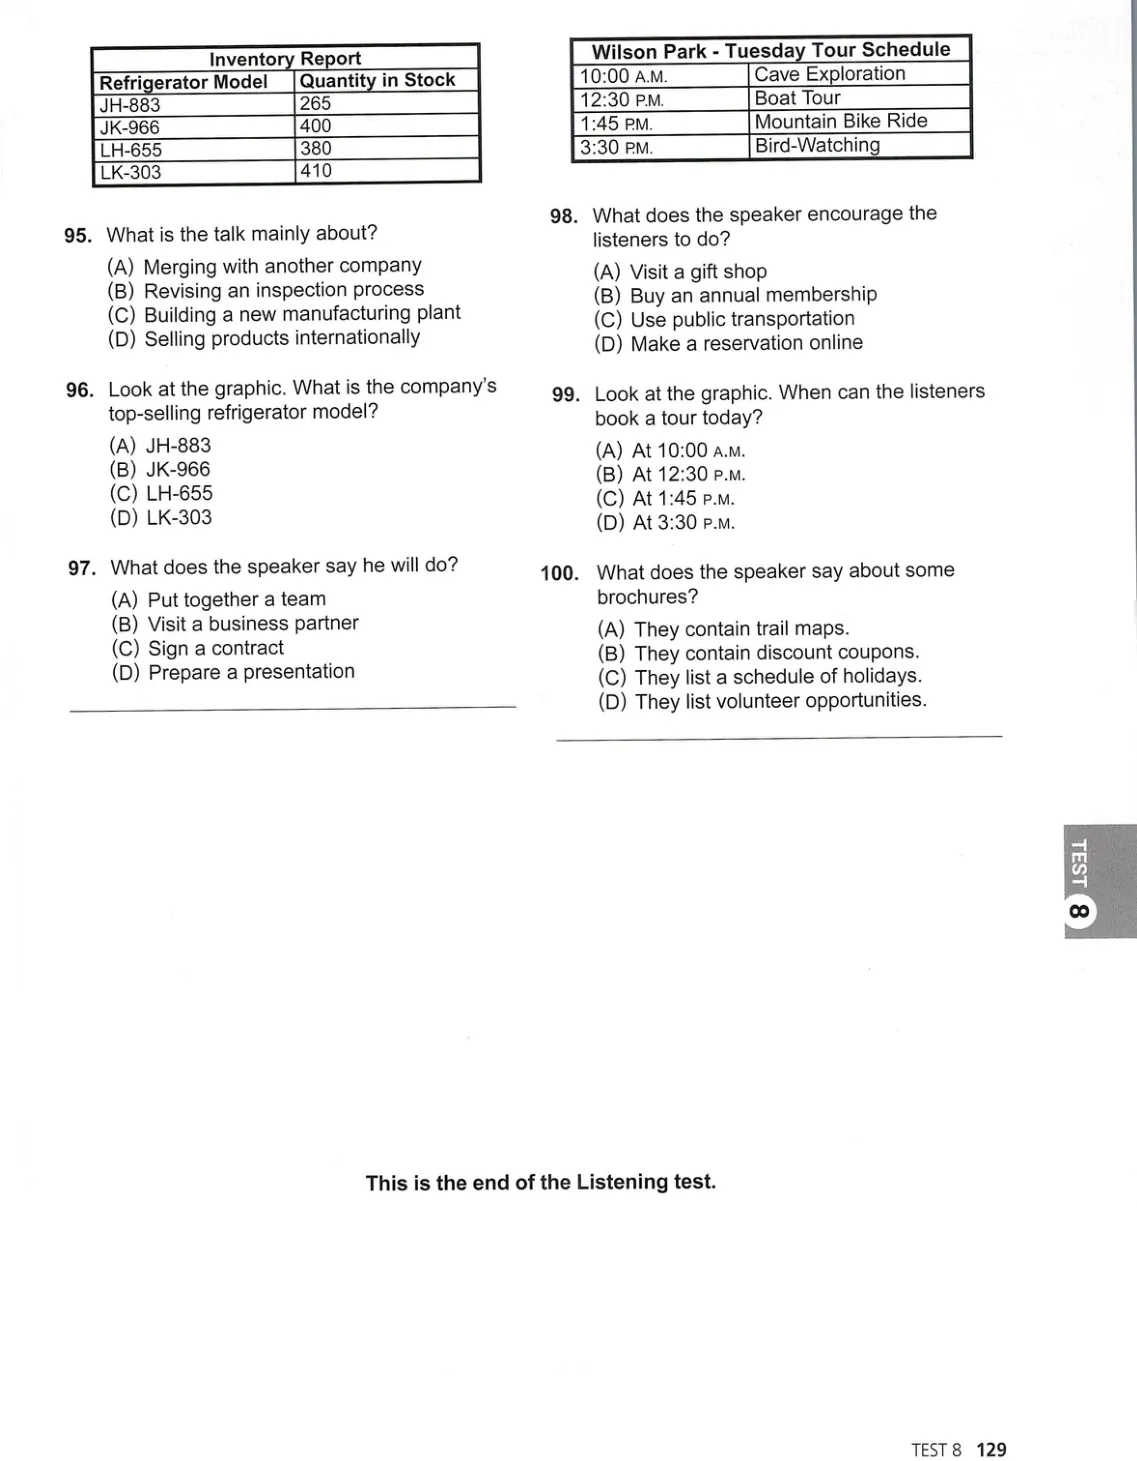 Inventory Report
Refrigerator Model Quantity in Stock
JH-883 265
JK-966 400
LH-655 380
LK-303 410
95. What is the talk mainly about?
(A) Merging with another company
(B) Revising an inspection process
(C) Building a new manufacturing plant
(D) Selling products internationally
96. Look at the graphic. What is the company's
top-selling refrigerator model?
(A) JH-883
(B) JK-966
(C) LH-655
(D) LK-303
97. What does the speaker say he will do?
(A) Put together a team
(B) Visit a business partner
(C) Sign a contract
(D) Prepare a presentation
Wilson Park - Tuesday Tour Schedule
10:00 A.M. Cave Exploration
12:30 P.M. Boat Tour
1:45 P.M. Mountain Bike Ride
3:30 P.M. Bird-Watching
98. What does the speaker encourage the
listeners to do?
(A) Visit a gift shop
(B) Buy an annual membership
(C) Use public transportation
(D) Make a reservation online
99. Look at the graphic. When can the listeners
book a tour today?
(A) At 10:00 A.M.
(B) At 12:30 P.M.
(C) At 1:45 P.M.
(D) At 3:30 P.M.
100. What does the speaker say about some
brochures?
(A) They contain trail maps.
(B) They contain discount coupons.
(C) They list a schedule of holidays.
(D) They list volunteer opportunities.
TEST 8
This is the end of the Listening test.
TEST 8 129